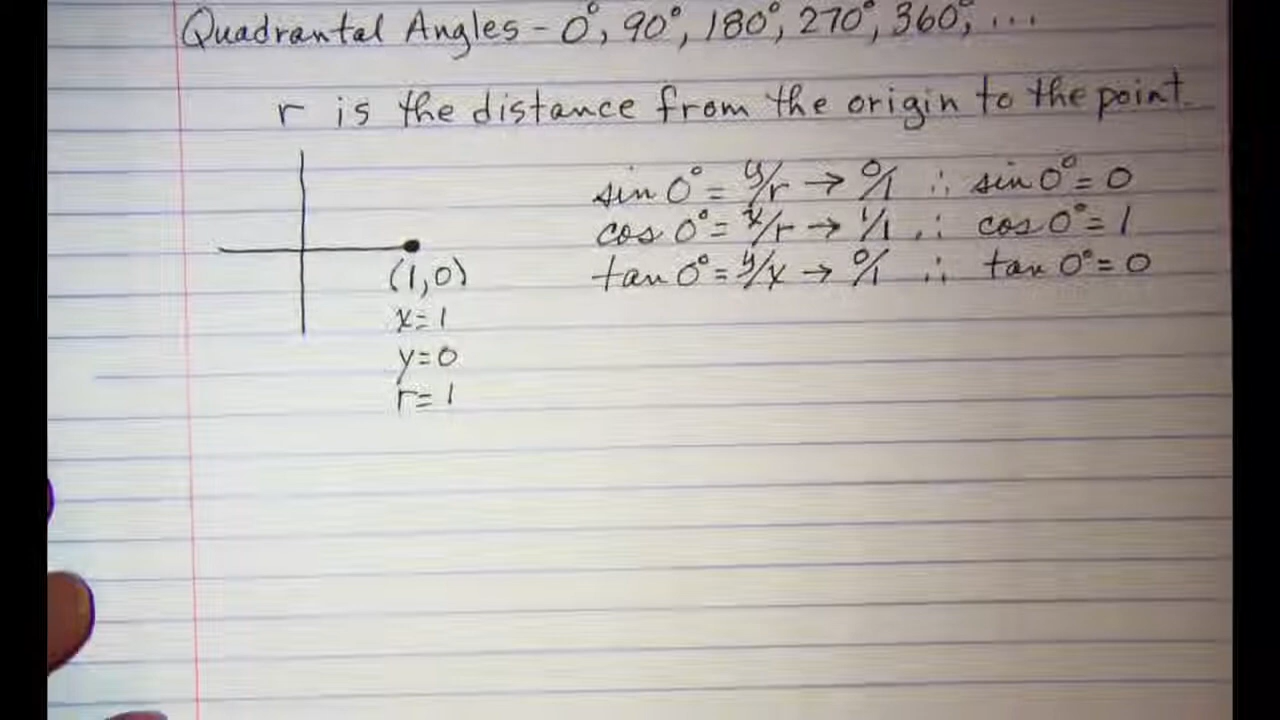 Quadrantal Angles - 0°, 90°, 180°, 270°, 360°, ...
r is the distance from the origin to the point.
sin 0° = y/r → 0/1 ∴ sin 0° = 0
cos 0° = x/r → 1/1 ∴ cos 0° = 1
tan 0° = y/x → 0/1 ∴ tan 0° = 0
(1,0)
x=1
y=0
r=1